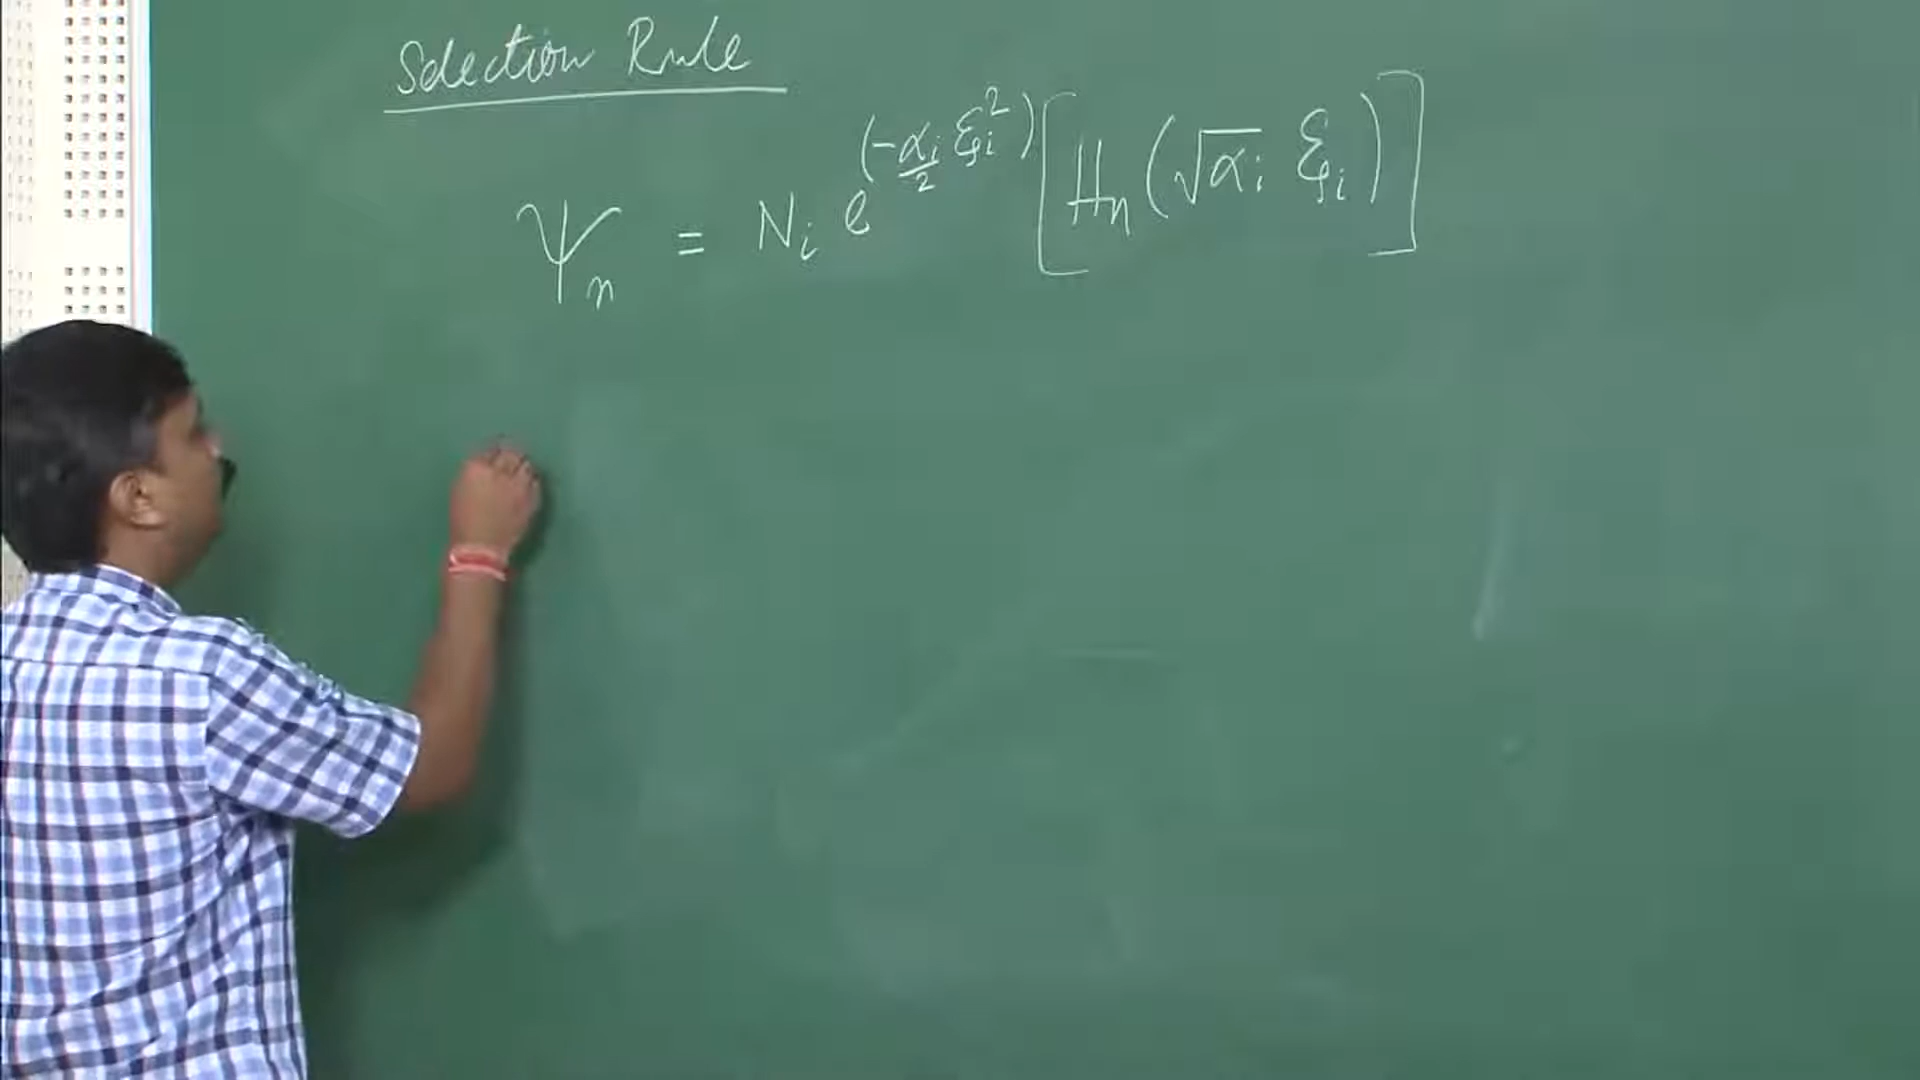 Selection Rule
ψₙ = Nᵢ e^(-αᵢ/2 ξᵢ²) [Hₙ(√αᵢ ξᵢ)]